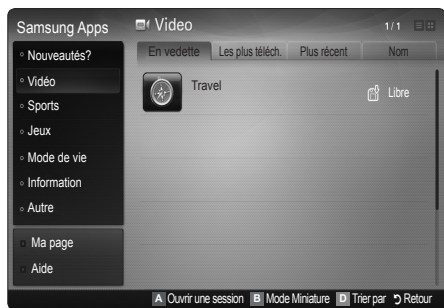 Samsung Apps
Video
1/1
Nouveautés?
Vidéo
Sports
Jeux
Mode de vie
Information
Autre
Ma page
Aide
En vedette
Les plus téléch.
Plus récent
Nom
Travel
Libre
A Ouvrir une session B Mode Miniature D Trier par Retour